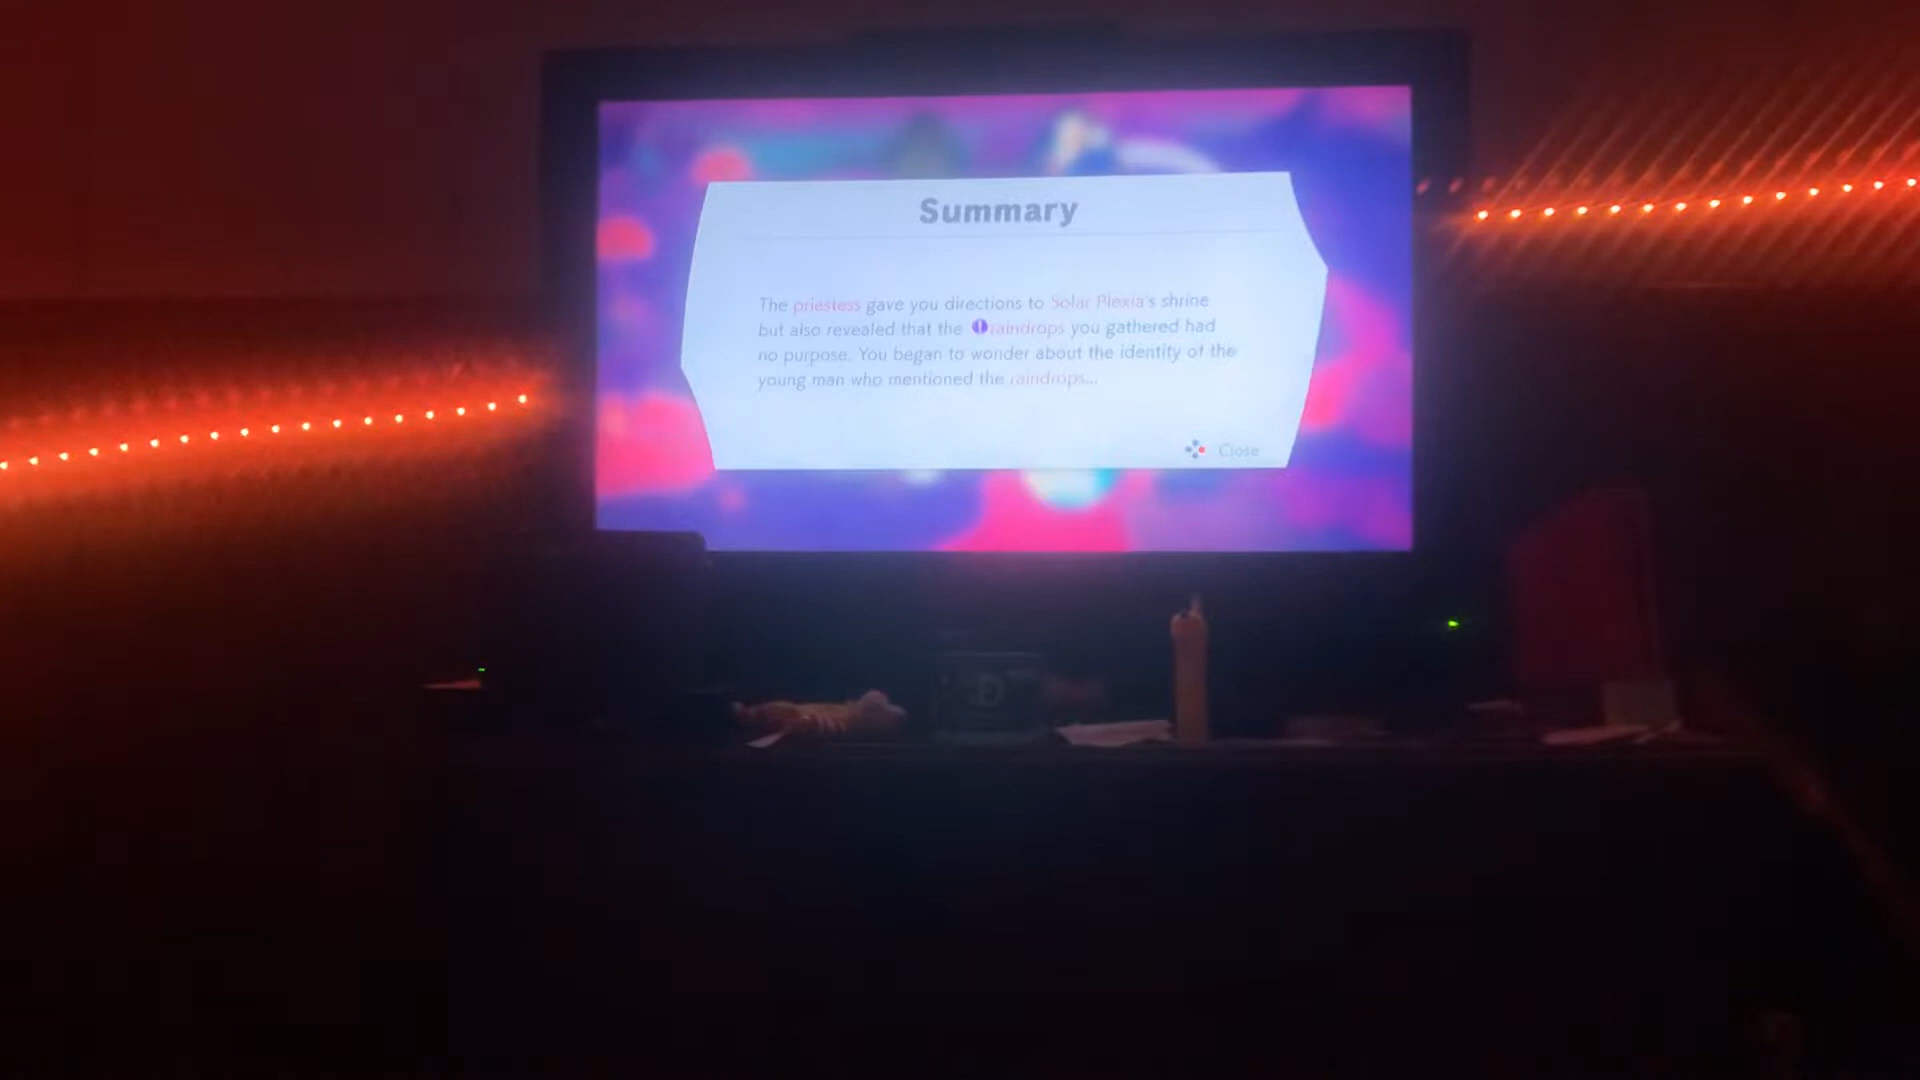 Summary
The priestess gave you directions to Solar Plexia's shrine
but also revealed that the raindrops you gathered had
no purpose. You began to wonder about the identity of the
young man who mentioned the raindrops...
Close